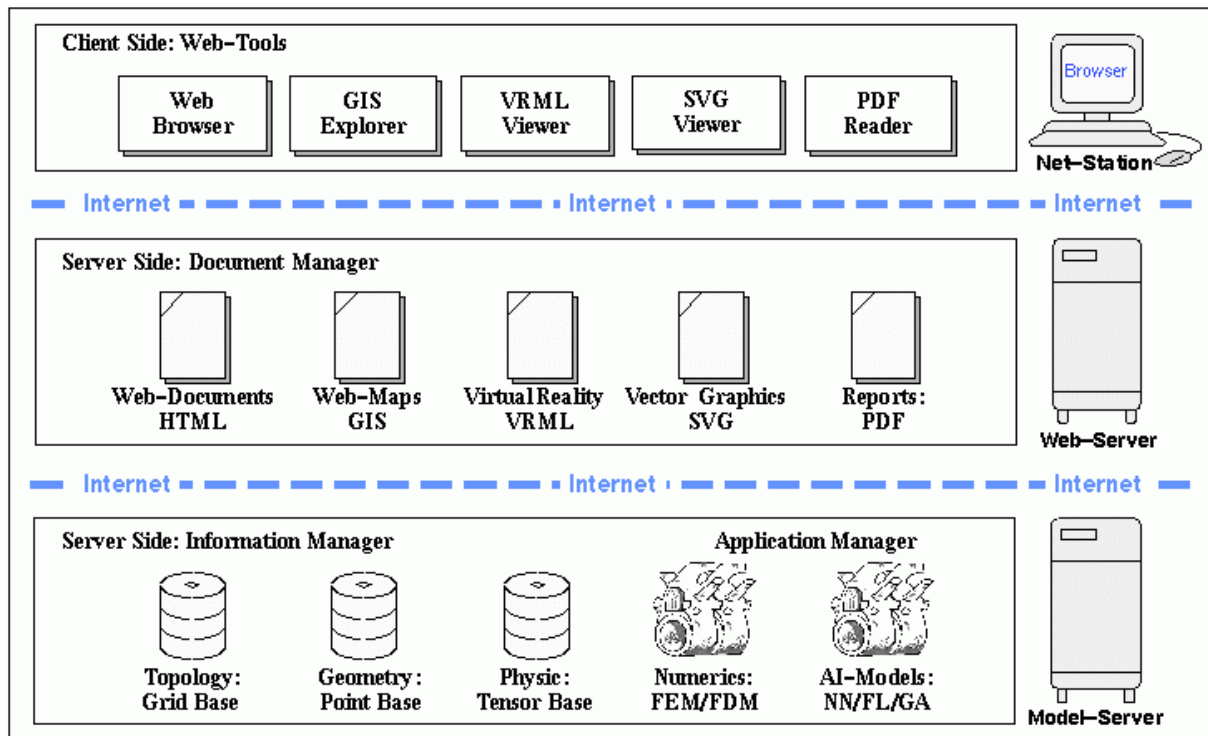 Client Side: Web-Tools
Web
Browser
GIS
Explorer
VRML
Viewer
SVG
Viewer
PDF
Reader
Browser
Net-Station
Internet
Internet
Internet
Server Side: Document Manager
Web-Documents
HTML
Web-Maps
GIS
Virtual Reality
VRML
Vector Graphics
SVG
Reports:
PDF
Web-Server
Internet
Internet
Internet
Server Side: Information Manager
Application Manager
Topology:
Grid Base
Geometry:
Point Base
Physic:
Tensor Base
Numerics:
FEM/FDM
AI-Models:
NN/FL/GA
Model-Server